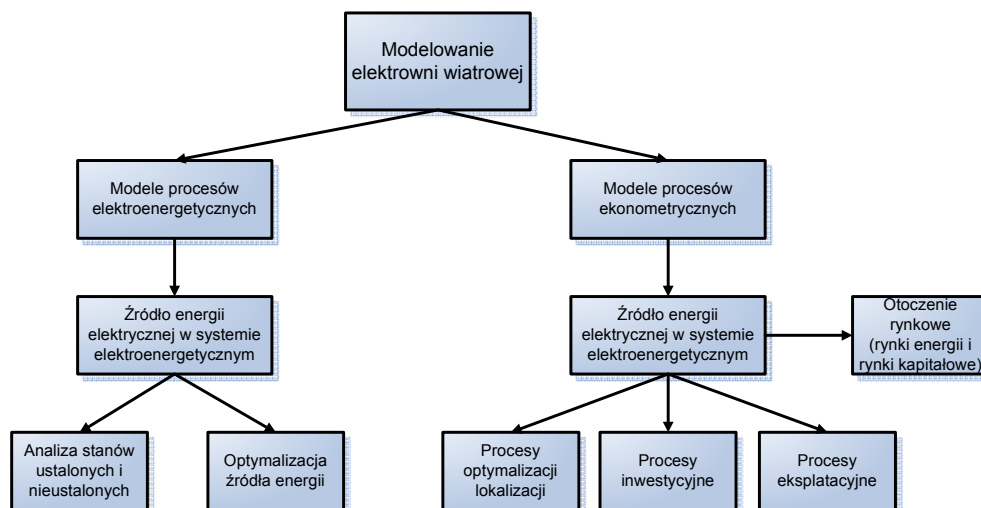 Modelowanie
elektrowni wiatrowej
Modele procesów
elektroenergetycznych
Modele procesów
ekonometrycznych
Źródło energii
elektrycznej w systemie
elektroenergetycznym
Źródło energii
elektrycznej w systemie
elektroenergetycznym
Otoczenie
rynkowe
(rynki energii i
rynki kapitałowe)
Analiza stanów
ustalonych i
nieustalonych
Optymalizacja
źródła energii
Procesy
optymalizacji
lokalizacji
Procesy
inwestycyjne
Procesy
eksplatacyjne